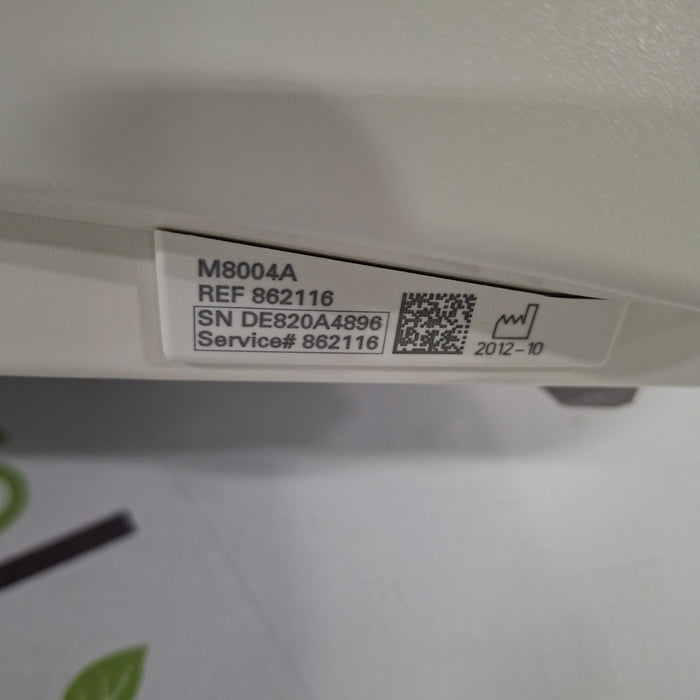 M8004A
REF 862116
SN DE820A4896
Service# 862116
2012-10